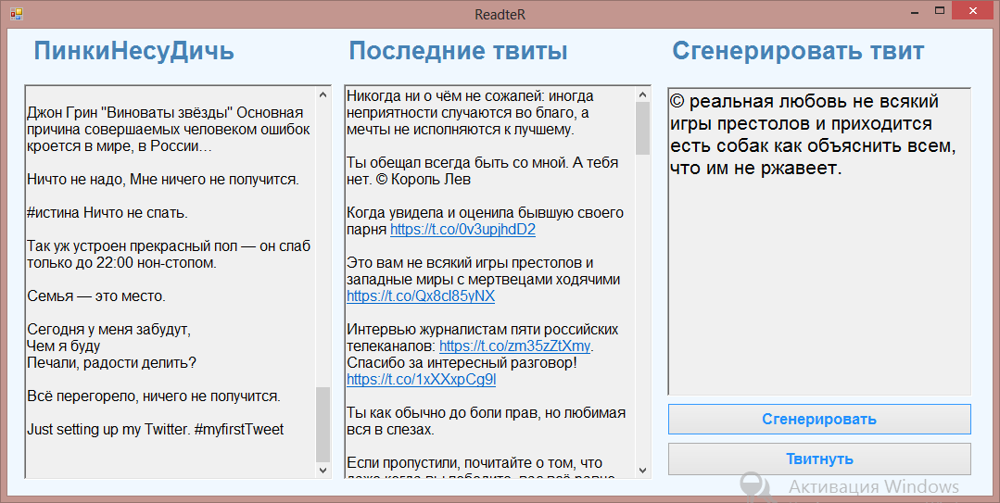 ReadteR
ПинкиНесуДичь
Джон Грин "Виноваты звёзды" Основная
причина совершаемых человеком ошибок
кроется в мире, в России…
Ничто не надо, Мне ничего не получится.
#истина Ничто не спать.
Так уж устроен прекрасный пол — он слаб
только до 22:00 нон-стопом.
Семья — это место.
Сегодня у меня забудут,
Чем я буду
Печали, радости делить?
Всё перегорело, ничего не получится.
Just setting up my Twitter. #myfirstTweet
Последние твиты
Никогда ни о чём не сожалей: иногда
неприятности случаются во благо, а
мечты не исполняются к лучшему.
Ты обещал всегда быть со мной. А тебя
нет. © Король Лев
Когда увидела и оценила бывшую своего
парня https://t.co/0v3upjhdD2
Это вам не всякий игры престолов и
западные миры с мертвецами ходячими
https://t.co/Qx8cl85yNX
Интервью журналистам пяти российских
телеканалов: https://t.co/zm35zZtXmy.
Спасибо за интересный разговор!
https://t.co/1xXXxpCg9l
Ты как обычно до боли прав, но любимая
вся в слезах.
Если пропустили, почитайте о том, что
Сгенерировать твит
© реальная любовь не всякий
игры престолов и приходится
есть собак как объяснить всем,
что им не ржавеет.
Сгенерировать
Твитнуть
Активация Windows